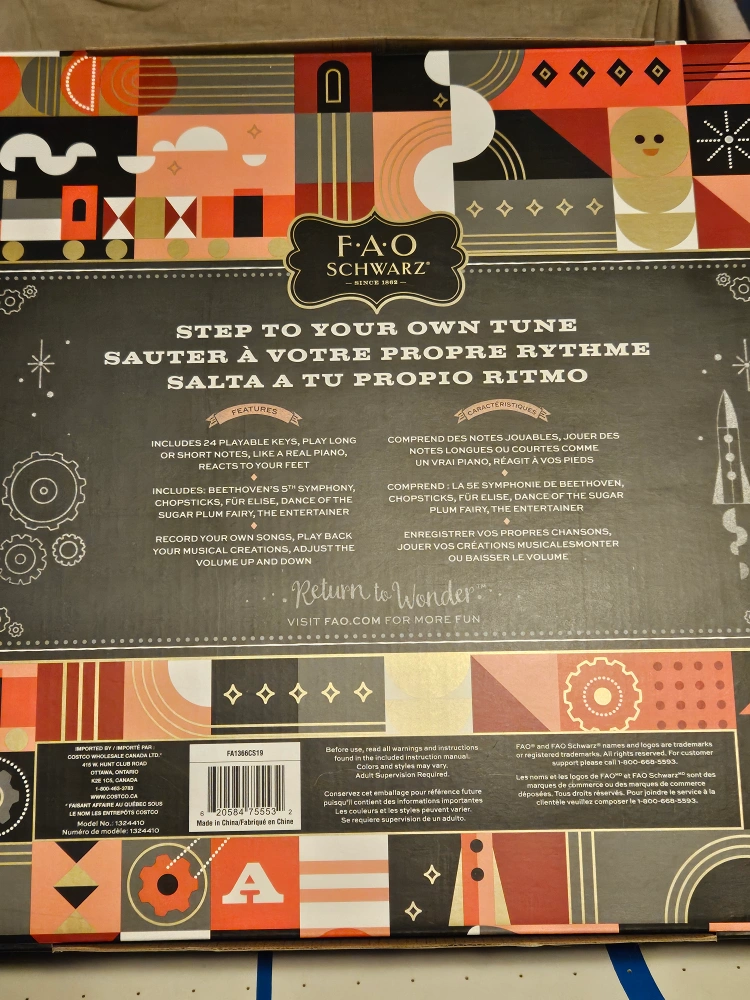 F·A·O
SCHWARZ®
— SINCE 1862 —
STEP TO YOUR OWN TUNE
SAUTER À VOTRE PROPRE RYTHME
SALTA A TU PROPIO RITMO
FEATURES
INCLUDES 24 PLAYABLE KEYS, PLAY LONG
OR SHORT NOTES, LIKE A REAL PIANO,
REACTS TO YOUR FEET
INCLUDES: BEETHOVEN'S 5TH SYMPHONY,
CHOPSTICKS, FÜR ELISE, DANCE OF THE
SUGAR PLUM FAIRY, THE ENTERTAINER
RECORD YOUR OWN SONGS, PLAY BACK
YOUR MUSICAL CREATIONS, ADJUST THE
VOLUME UP AND DOWN
CARACTÉRISTIQUES
COMPREND DES NOTES JOUABLES, JOUER DES
NOTES LONGUES OU COURTES COMME
UN VRAI PIANO, RÉAGIT À VOS PIEDS
COMPREND : LA 5E SYMPHONIE DE BEETHOVEN,
CHOPSTICKS, FÜR ELISE, DANCE OF THE SUGAR
PLUM FAIRY, THE ENTERTAINER
ENREGISTRER VOS PROPRES CHANSONS,
JOUER VOS CRÉATIONS MUSICALESMONTER
OU BAISSER LE VOLUME
Return to Wonder™
VISIT FAO.COM FOR MORE FUN
IMPORTED BY / IMPORTÉ PAR :
COSTCO WHOLESALE CANADA LTD.*
415 W. HUNT CLUB ROAD
OTTAWA, ONTARIO
K2E 1C5, CANADA
1-800-463-3783
WWW.COSTCO.CA
* FAISANT AFFAIRE AU QUÉBEC SOUS
LE NOM LES ENTREPÔTS COSTCO
Model No.: 1324410
Numéro de modèle: 1324410
FA1366CS19
6 20584 75553 2
Made in China/Fabriqué en Chine
Before use, read all warnings and instructions
found in the included instruction manual.
Colors and styles may vary.
Adult Supervision Required.
Conservez cet emballage pour référence future
puisqu'il contient des informations importantes
Les couleurs et les styles peuvent varier.
Se requiere supervisión de un adulto.
FAO® and FAO Schwarz® names and logos are trademarks
or registered trademarks. All rights reserved. For customer
support please call 1-800-668-5593.
Les noms et les logos de FAOMD et FAO SchwarzMD sont des
marques de commerce ou des marques de commerce
déposées. Tous droits réservés. Pour joindre le service à la
clientèle veuillez composer le 1-800-668-5593.
A